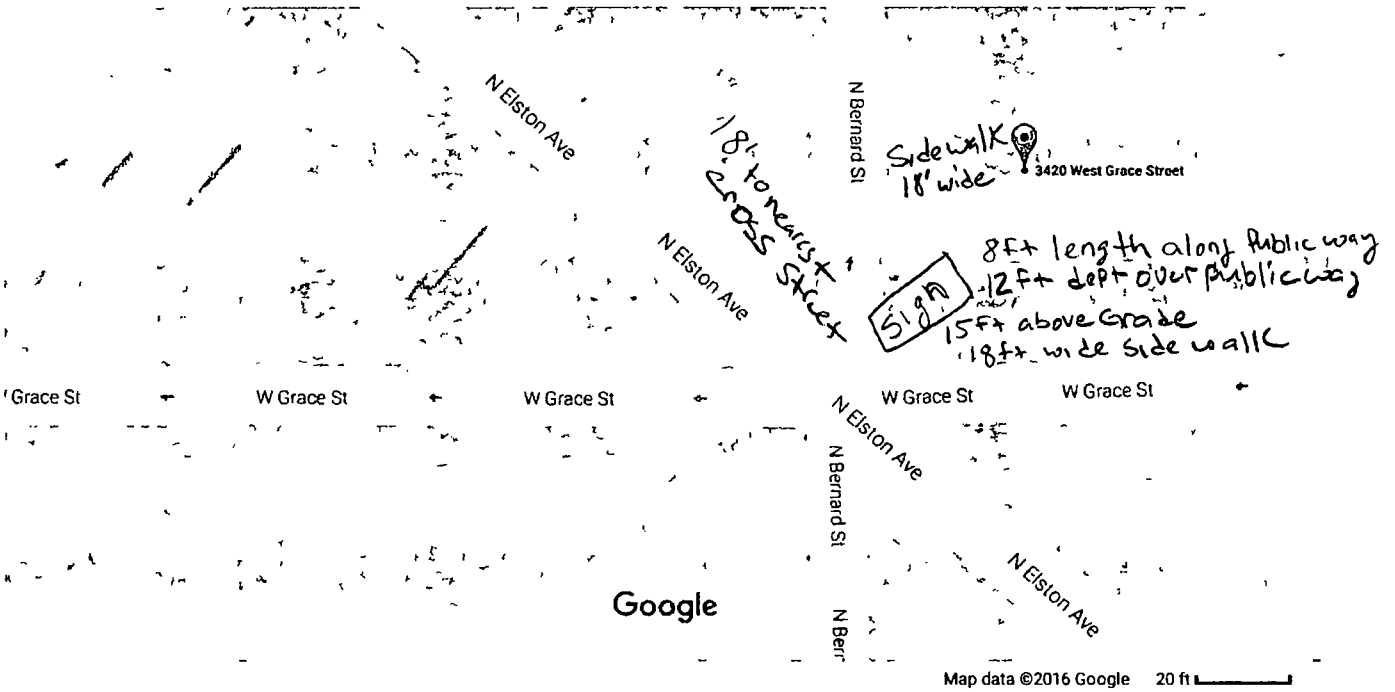 N Elston Ave
18' to nearest
cross street
N Bernard St
Sidewalk
18' wide
3420 West Grace Street
N Elston Ave
Sign
8Ft length along Public way
12Ft dept over Public way
15Ft above Grade
18ft wide Side walk
Grace St
W Grace St
W Grace St
W Grace St
W Grace St
N Elston Ave
N Bernard St
N Elston Ave
Google
N Berr
Map data ©2016 Google 20 ft